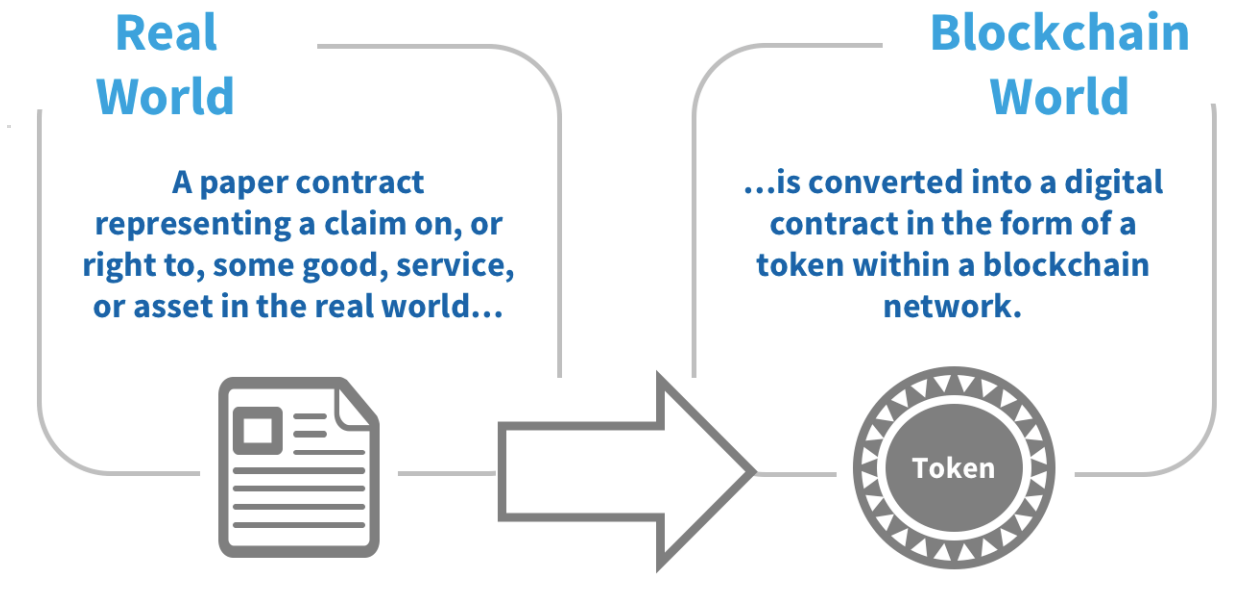 Real
World
A paper contract
representing a claim on, or
right to, some good, service,
or asset in the real world...
Blockchain
World
...is converted into a digital
contract in the form of a
token within a blockchain
network.
Token